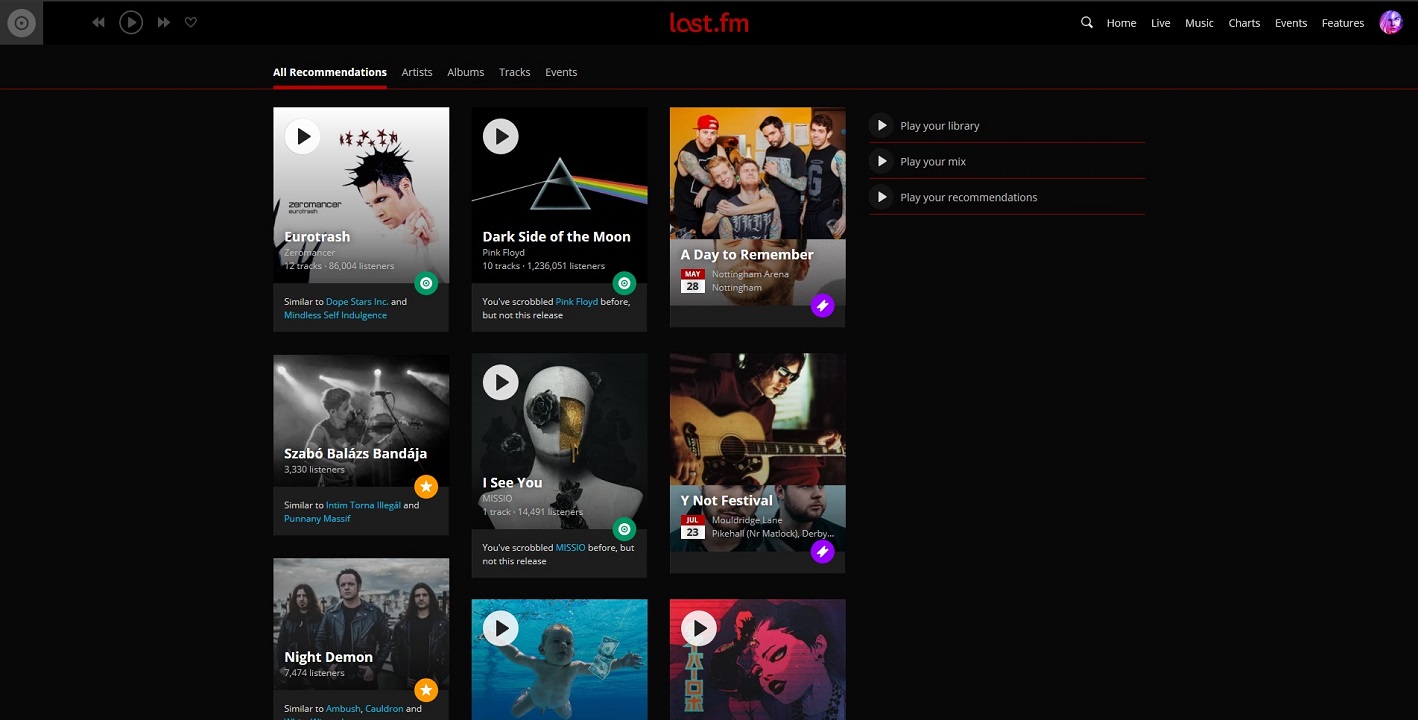 last.fm
Home Live Music Charts Events Features
All Recommendations Artists Albums Tracks Events
zeromancer
eurotrash
Eurotrash
Zeromancer
12 tracks · 86,004 listeners
Similar to Dope Stars Inc. and
Mindless Self Indulgence
Dark Side of the Moon
Pink Floyd
10 tracks · 1,236,051 listeners
You've scrobbled Pink Floyd before,
but not this release
A Day to Remember
MAY
28
Nottingham Arena
Nottingham
Play your library
Play your mix
Play your recommendations
Szabó Balázs Bandája
3,330 listeners
Similar to Intim Torna Illegál and
Punnany Massif
I See You
MISSIO
1 track · 14,491 listeners
You've scrobbled MISSIO before, but
not this release
Y Not Festival
JUL
23
Mouldridge Lane
Pikehall (Nr Matlock), Derby...
Night Demon
7,474 listeners
Similar to Ambush, Cauldron and